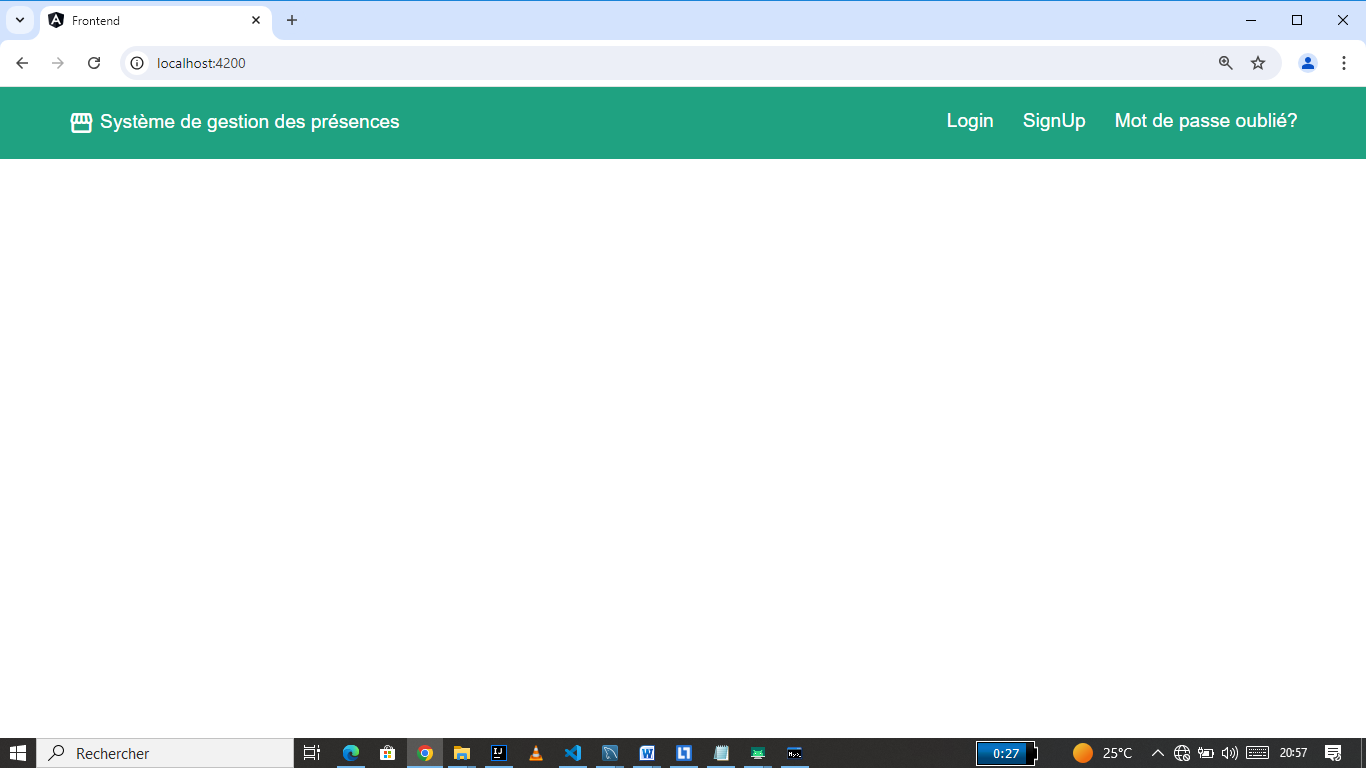 Frontend
localhost:4200
Système de gestion des présences
Login SignUp Mot de passe oublié?
Rechercher
0:27
25°C
20:57